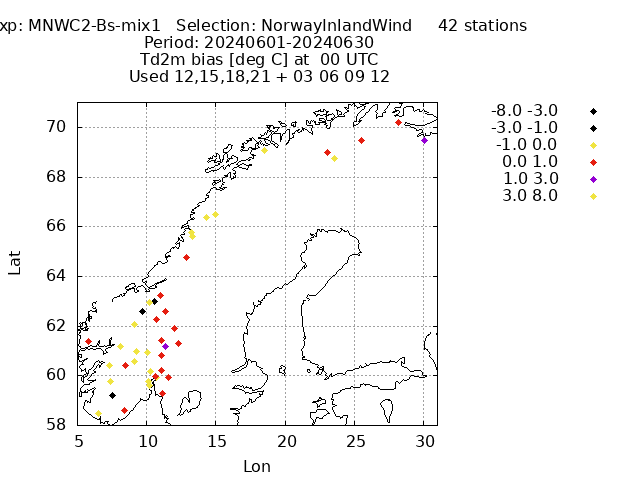 xp: MNWC2-Bs-mix1 Selection: NorwayInlandWind 42 stations
Period: 20240601-20240630
Td2m bias [deg C] at 00 UTC
Used 12,15,18,21 + 03 06 09 12
-8.0 -3.0
-3.0 -1.0
-1.0 0.0
0.0 1.0
1.0 3.0
3.0 8.0
70
68
66
64
62
60
58
Lat
5 10 15 20 25 30
Lon